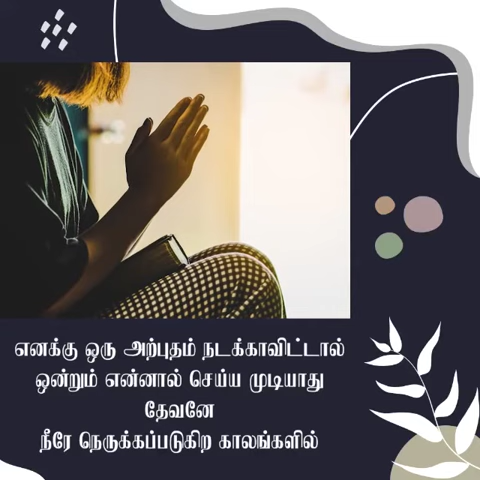 எனக்கு ஒரு அற்புதம் நடக்காவிட்டால்
ஒன்றும் என்னால் செய்ய முடியாது
தேவனே
நீரே நெருக்கப்படுகிற காலங்களில்